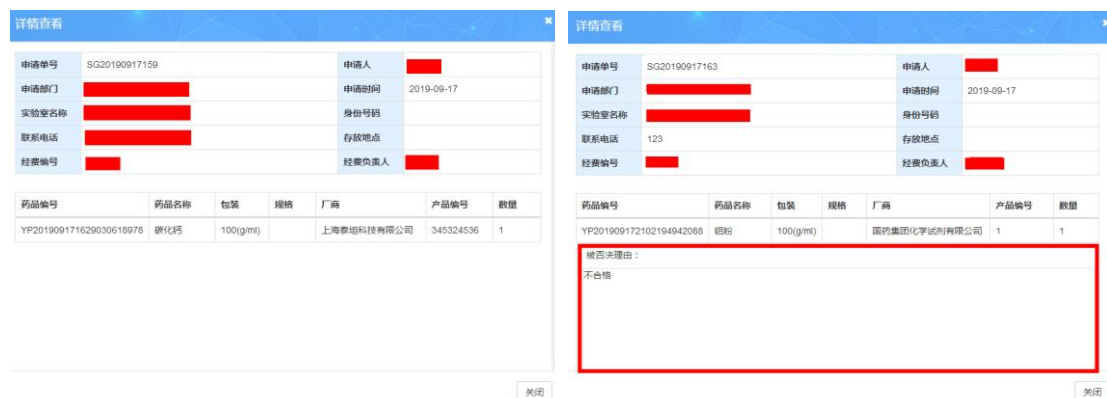 详情查看
申请单号 SG20190917159 申请人
申请部门 申请时间 2019-09-17
实验室名称 身份号码
联系电话 存放地点
经费编号 经费负责人
药品编号 药品名称 包装 规格 厂商 产品编号 数量
YP201909171629030618978 碳化钙 100(g/ml) 上海泰坦科技有限公司 345324536 1
关闭
详情查看
申请单号 SG20190917163 申请人
申请部门 申请时间 2019-09-17
实验室名称 身份号码
联系电话 123 存放地点
经费编号 经费负责人
药品编号 药品名称 包装 规格 厂商 产品编号 数量
YP201909172102194942088 铝粉 100(g/ml) 国药集团化学试剂有限公司 1 1
被否决理由：
不合格
关闭